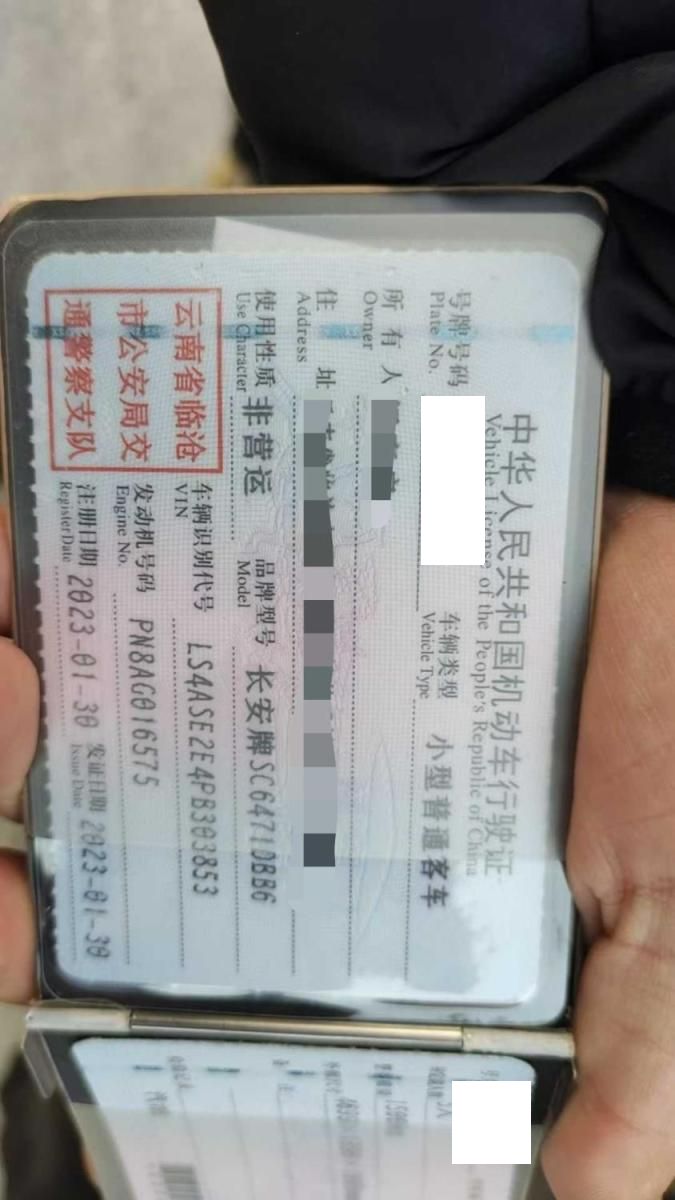 中华人民共和国机动车行驶证
Vehicle License of the People's Republic of China
号牌号码
Plate No.
车辆类型 小型普通客车
Vehicle Type
所有人
Owner
住址
Address
使用性质 非营运
Use Character
品牌型号 长安牌SC6471DBB6
Model
云南省临沧
市公安局交
通警察支队
车辆识别代号 LS4ASE2E4PB303853
VIN
发动机号码 PN8AG016575
Engine No.
注册日期 2023-01-30
Register Date
发证日期 2023-01-30
Issue Date